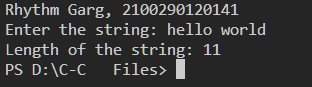 Rhythm Garg, 2100290120141
Enter the string: hello world
Length of the string: 11
PS D:\C-C   Files>